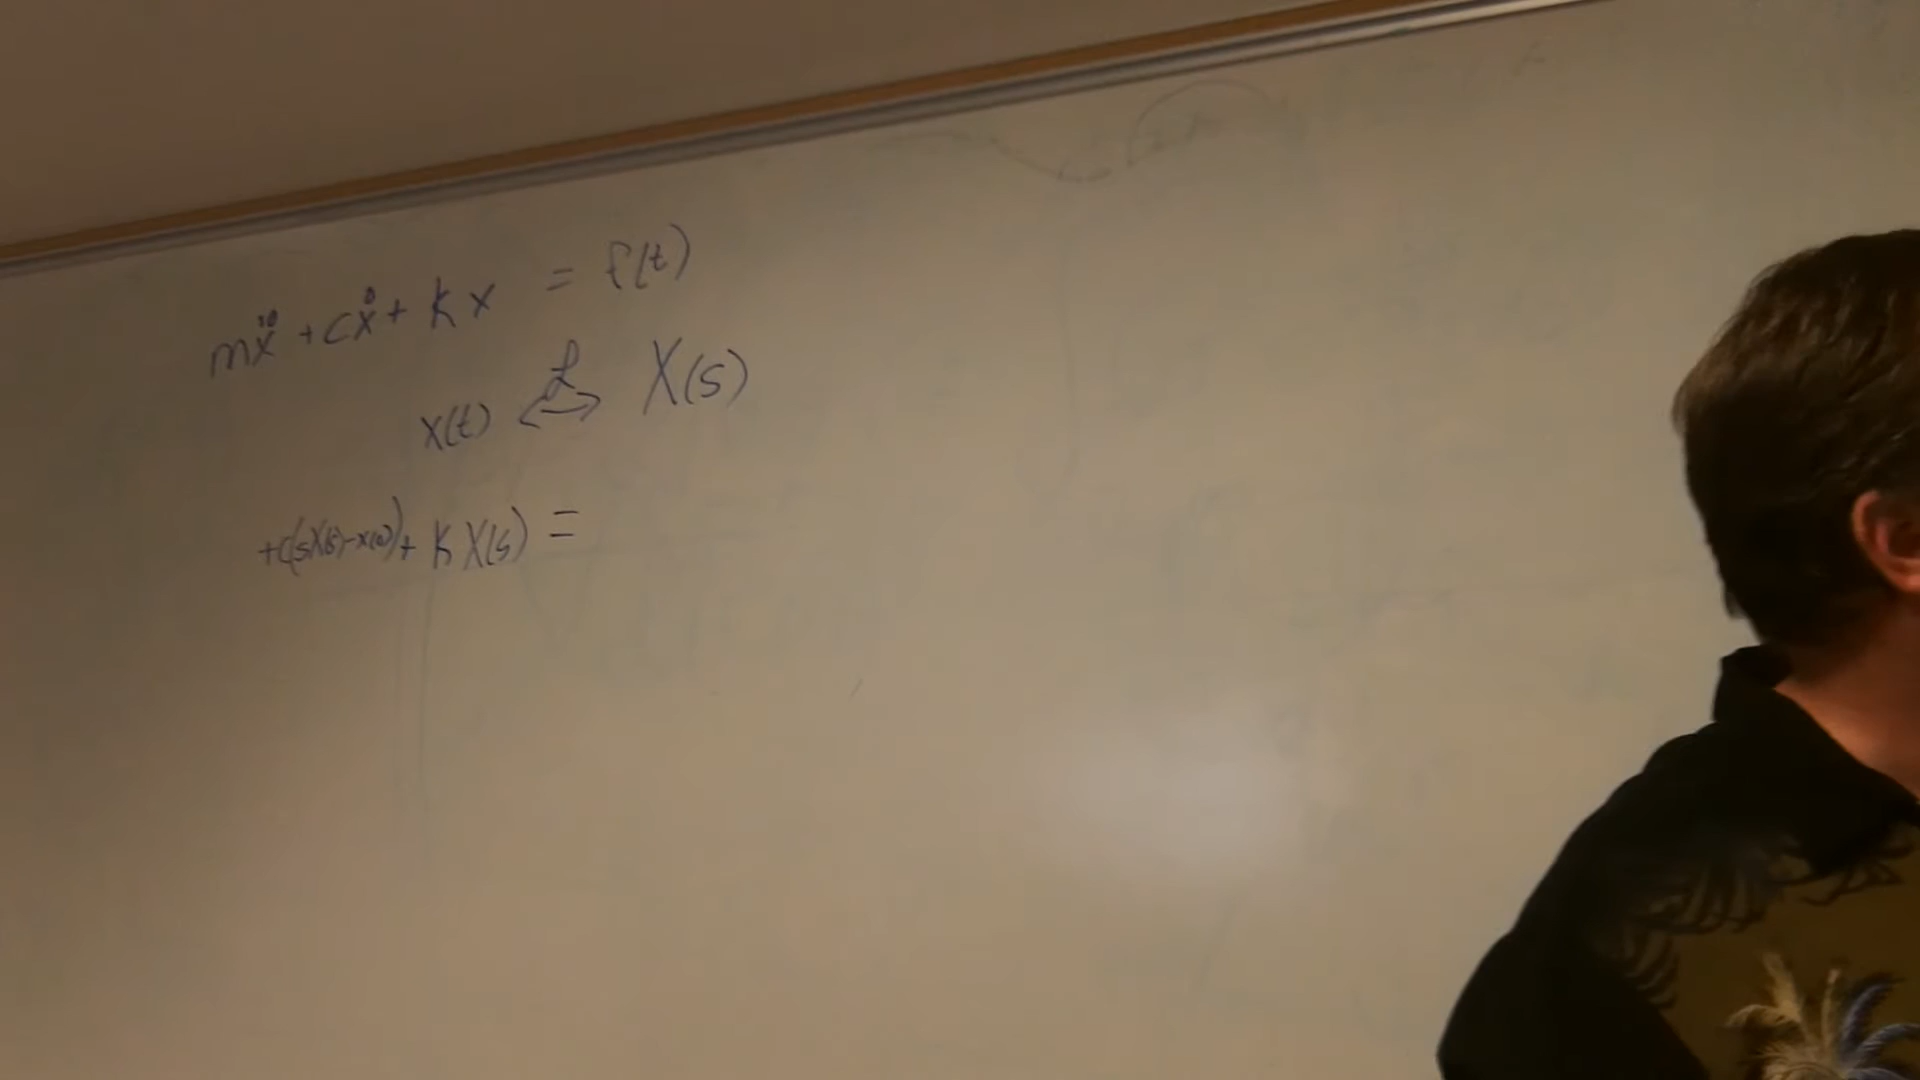 mẍ + cẋ + kx = f(t)
x(t) ⟺ ℒ X(s)
+c(sX(s)-x(0))+ k X(s) =